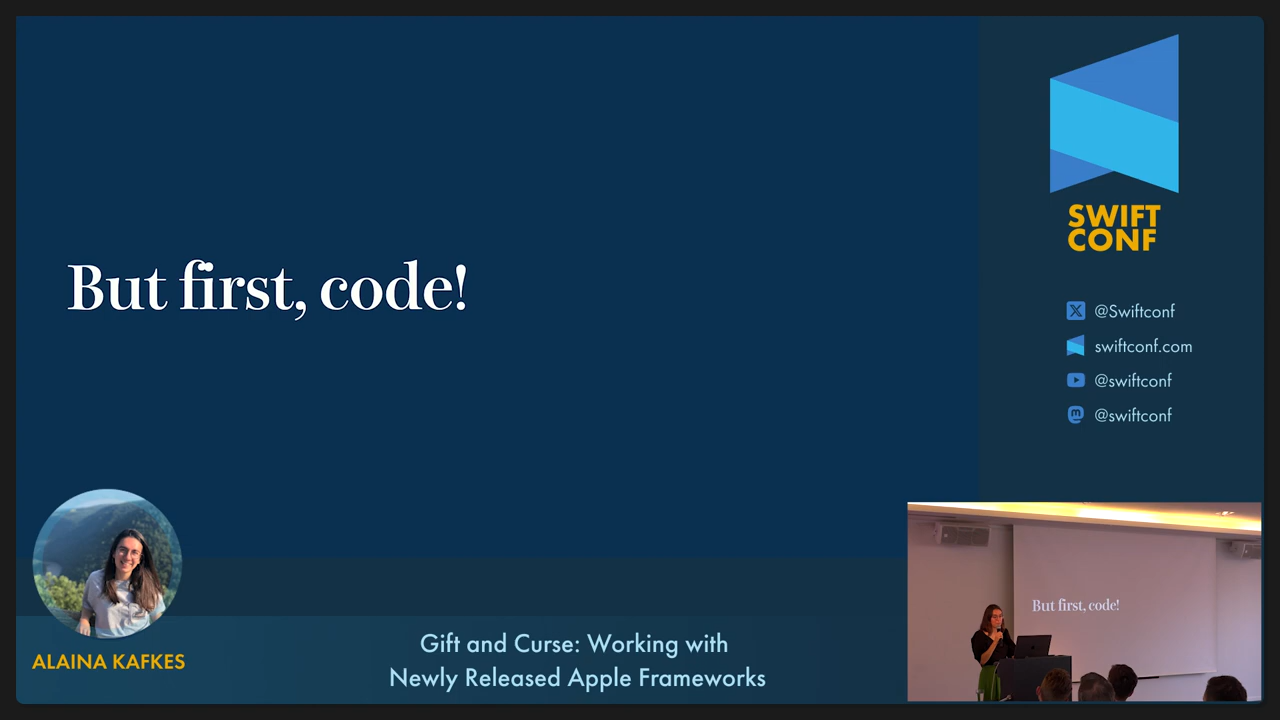 But first, code!
SWIFT
CONF
@Swiftconf
swiftconf.com
@swiftconf
@swiftconf
ALAINA KAFKES
Gift and Curse: Working with
Newly Released Apple Frameworks
But first, code!